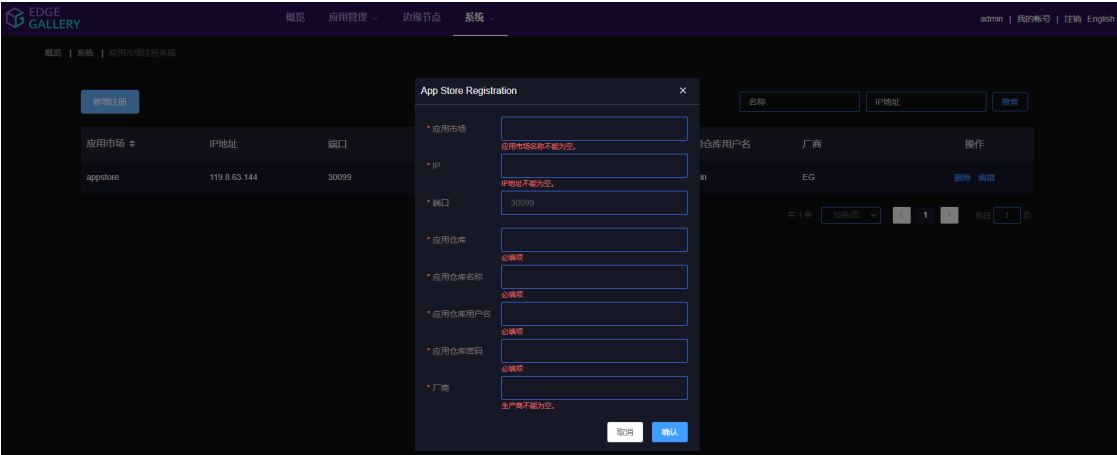 EDGE
GALLERY
概览 应用管理 边缘节点 系统
admin | 我的帐号 | 注销 English
概览 | 系统 | 应用市场注册系统
新增注册
名称 IP地址 搜索
应用市场 IP地址 端口 仓库用户名 厂商 操作
appstore 119.8.63.144 30099 in EG 删除 编辑
共 1 条 10条/页 1 前往 1 页
App Store Registration
* 应用市场
应用市场名称不能为空。
* IP
IP地址不能为空。
* 端口 30099
* 应用仓库
必填项
* 应用仓库名称
必填项
* 应用仓库用户名
必填项
* 应用仓库密码
必填项
* 厂商
生产商不能为空。
取消 确认